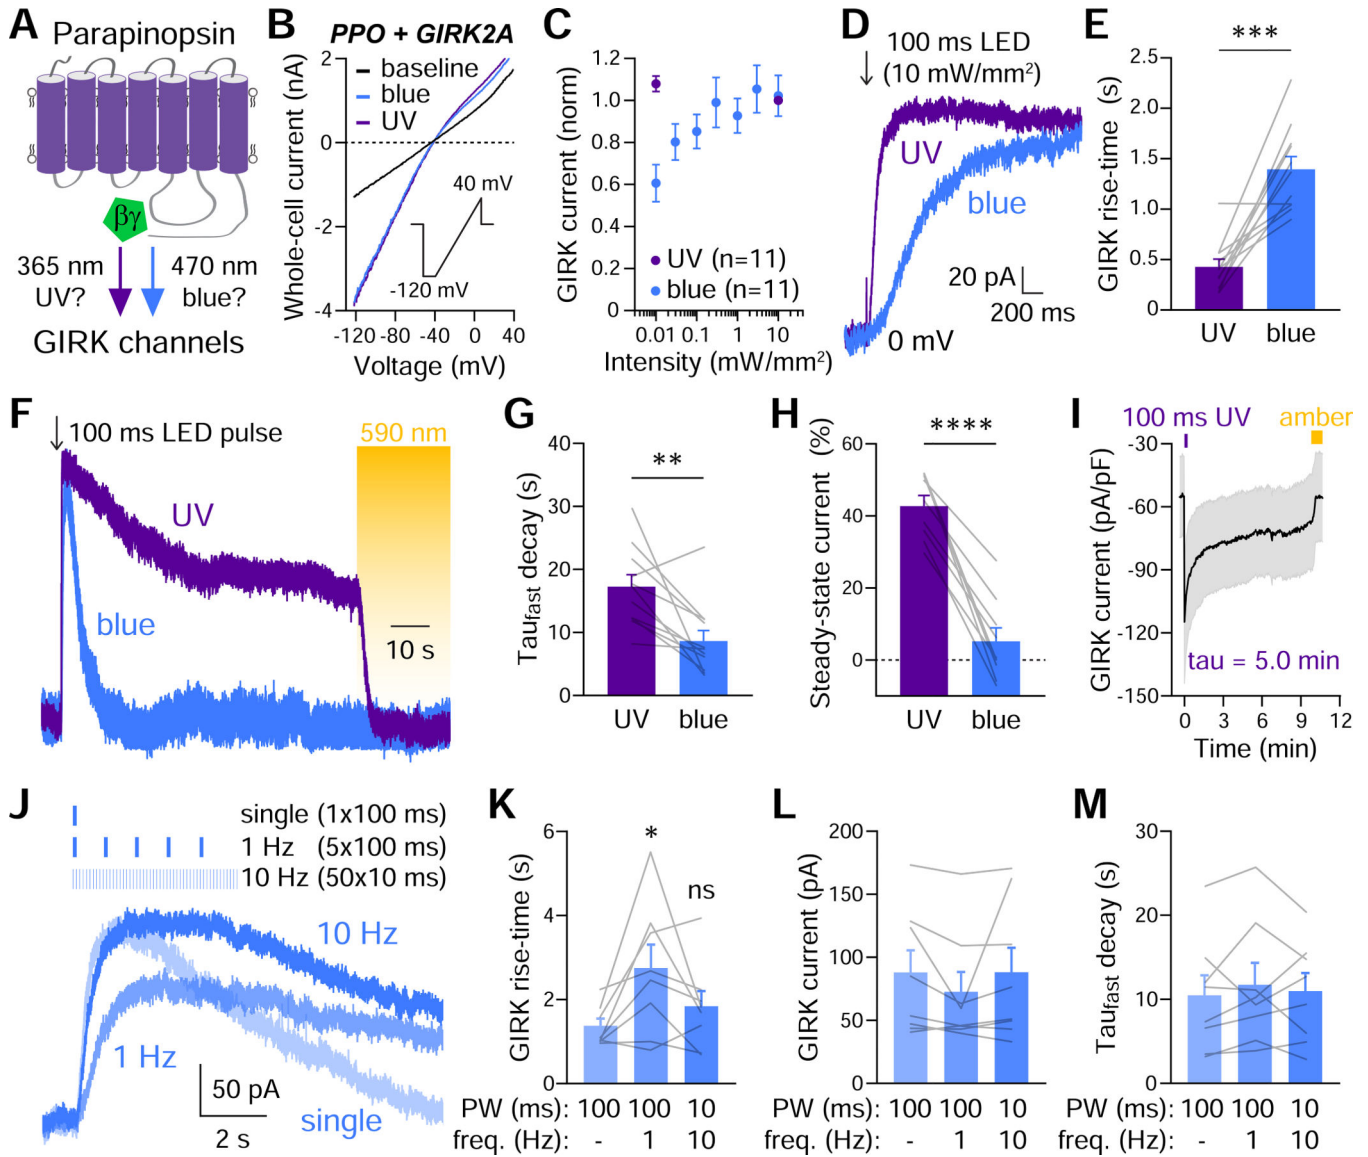 A
Parapinopsin
βγ
365 nm
UV?
470 nm
blue?
GIRK channels
B
PPO + GIRK2A
baseline
blue
UV
40 mV
-120 mV
Whole-cell current (nA)
2
0
-2
-4
-120 -80 -40 0 40
Voltage (mV)
C
GIRK current (norm)
1.2
1.0
0.8
0.6
0.4
0.2
0
UV (n=11)
blue (n=11)
0.01 0.1 1 10
Intensity (mW/mm²)
D
100 ms LED
(10 mW/mm²)
UV
blue
20 pA
200 ms
0 mV
E
***
GIRK rise-time (s)
2.5
2.0
1.5
1.0
0.5
0
UV blue
F
100 ms LED pulse
590 nm
UV
blue
10 s
G
**
Tau fast decay (s)
40
30
20
10
0
UV blue
H
****
Steady-state current (%)
60
40
20
0
UV blue
I
100 ms UV
amber
GIRK current (pA/pF)
-30
-60
-90
-120
-150
tau = 5.0 min
0 3 6 9 12
Time (min)
J
single (1x100 ms)
1 Hz (5x100 ms)
10 Hz (50x10 ms)
10 Hz
1 Hz
single
50 pA
2 s
K
*
ns
GIRK rise-time (s)
6
4
2
0
PW (ms): 100 100 10
freq. (Hz): - 1 10
L
GIRK current (pA)
200
150
100
50
0
PW (ms): 100 100 10
freq. (Hz): - 1 10
M
Tau fast decay (s)
30
20
10
0
PW (ms): 100 100 10
freq. (Hz): - 1 10